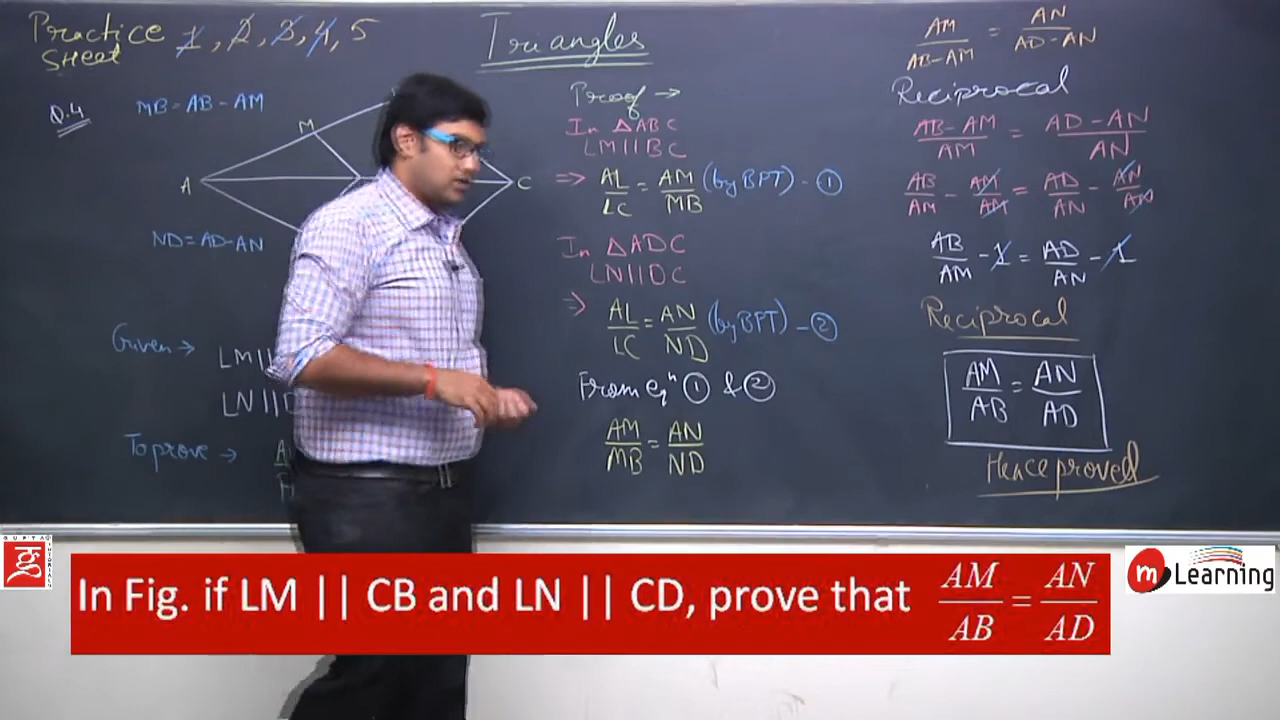 Practice 1, 2, 3, 4, 5
Sheet
Triangles
Q.4
MB = AB - AM
M
A
C
ND = AD - AN
Given →
LM ||
LN || D
To prove →
Proof →
In ΔABC
LM || BC
⇒ AL/LC = AM/MB (by BPT) - ①
In ΔADC
LN || DC
⇒ AL/LC = AN/ND (by BPT) - ②
From eqⁿ ① & ②
AM/MB = AN/ND
AM/AB-AM = AN/AD-AN
Reciprocal
AB-AM/AM = AD-AN/AN
AB/AM - AM/AM = AD/AN - AN/AN
AB/AM - 1 = AD/AN - 1
Reciprocal
AM/AB = AN/AD
Hence proved
GUPTA TUTORIALS
In Fig. if LM || CB and LN || CD, prove that AM/AB = AN/AD
m Learning